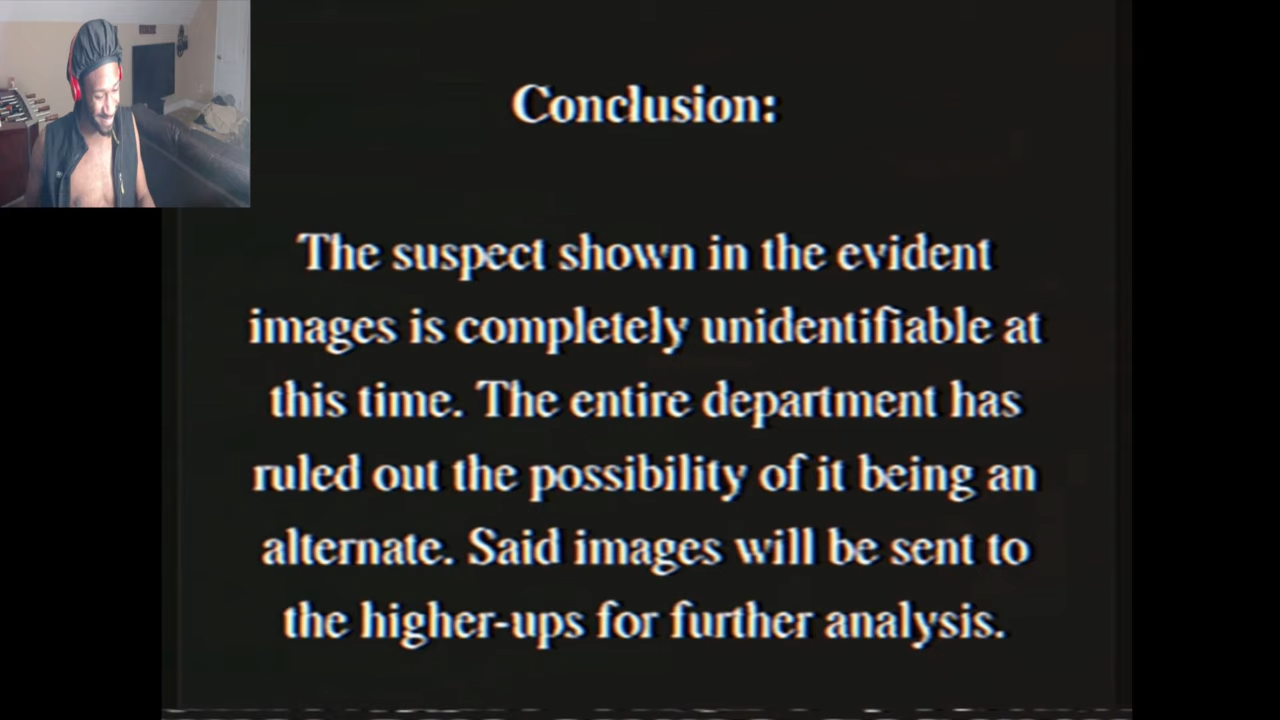 Conclusion:
The suspect shown in the evident
images is completely unidentifiable at
this time. The entire department has
ruled out the possibility of it being an
alternate. Said images will be sent to
the higher-ups for further analysis.